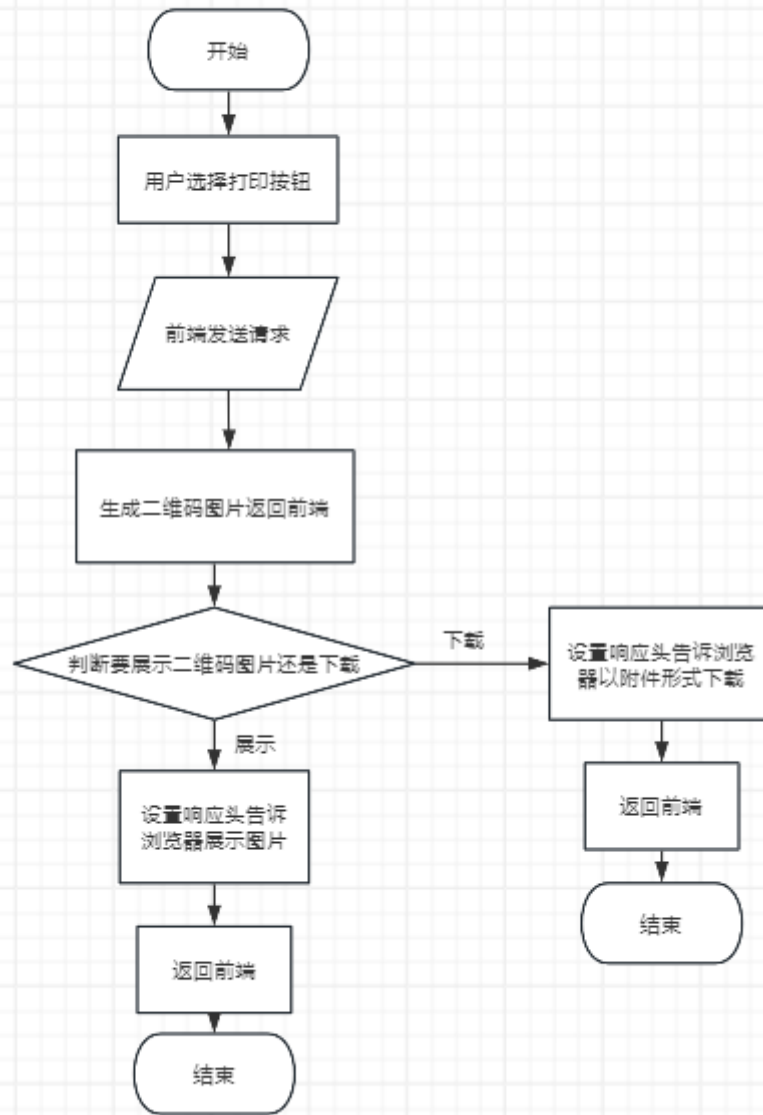 开始
用户选择打印按钮
前端发送请求
生成二维码图片返回前端
判断要展示二维码图片还是下载
下载
设置响应头告诉浏览
器以附件形式下载
展示
设置响应头告诉
浏览器展示图片
返回前端
结束
返回前端
结束